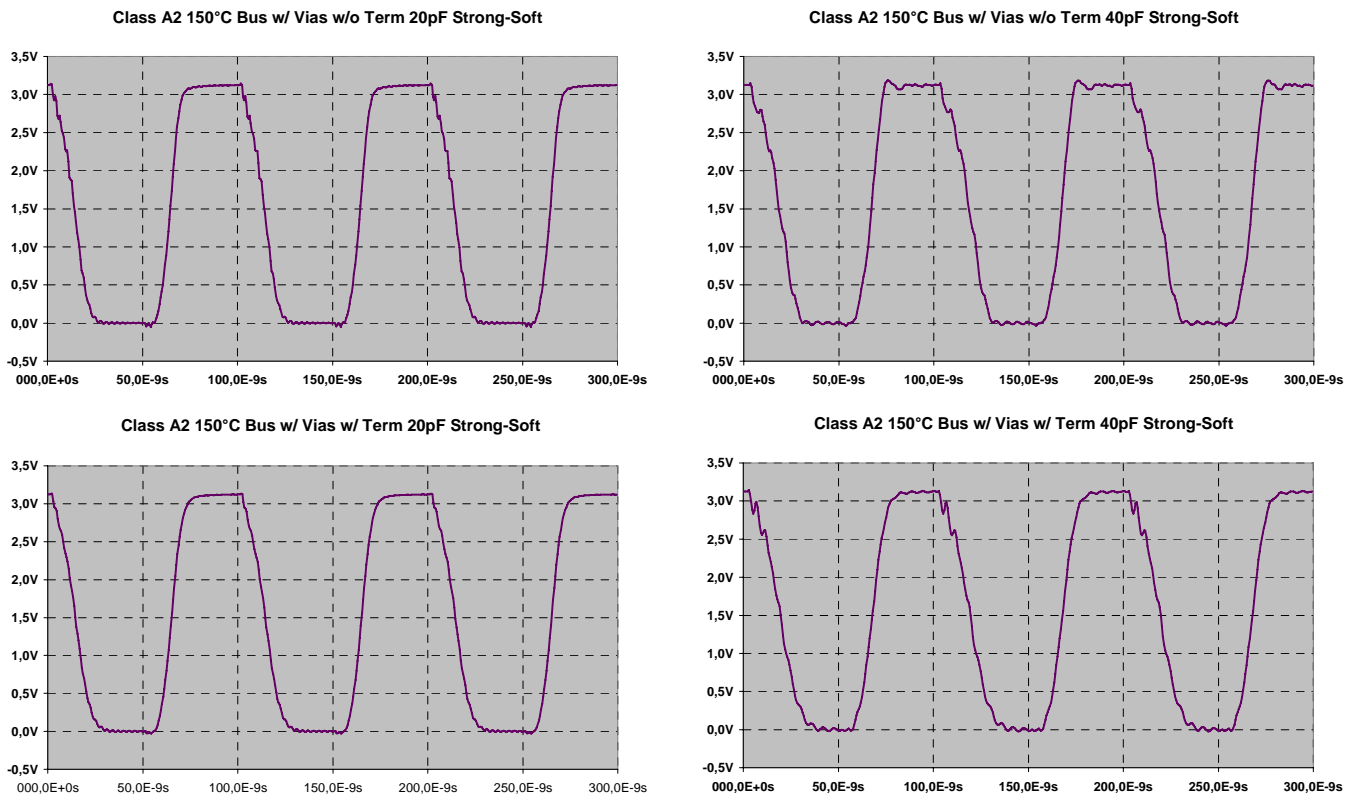 Class A2 150°C Bus w/ Vias w/o Term 20pF Strong-Soft
3,5V
3,0V
2,5V
2,0V
1,5V
1,0V
0,5V
0,0V
-0,5V
000,0E+0s 50,0E-9s 100,0E-9s 150,0E-9s 200,0E-9s 250,0E-9s 300,0E-9s
Class A2 150°C Bus w/ Vias w/o Term 40pF Strong-Soft
3,5V
3,0V
2,5V
2,0V
1,5V
1,0V
0,5V
0,0V
-0,5V
000,0E+0s 50,0E-9s 100,0E-9s 150,0E-9s 200,0E-9s 250,0E-9s 300,0E-9s
Class A2 150°C Bus w/ Vias w/ Term 20pF Strong-Soft
3,5V
3,0V
2,5V
2,0V
1,5V
1,0V
0,5V
0,0V
-0,5V
000,0E+0s 50,0E-9s 100,0E-9s 150,0E-9s 200,0E-9s 250,0E-9s 300,0E-9s
Class A2 150°C Bus w/ Vias w/ Term 40pF Strong-Soft
3,5V
3,0V
2,5V
2,0V
1,5V
1,0V
0,5V
0,0V
-0,5V
000,0E+0s 50,0E-9s 100,0E-9s 150,0E-9s 200,0E-9s 250,0E-9s 300,0E-9s